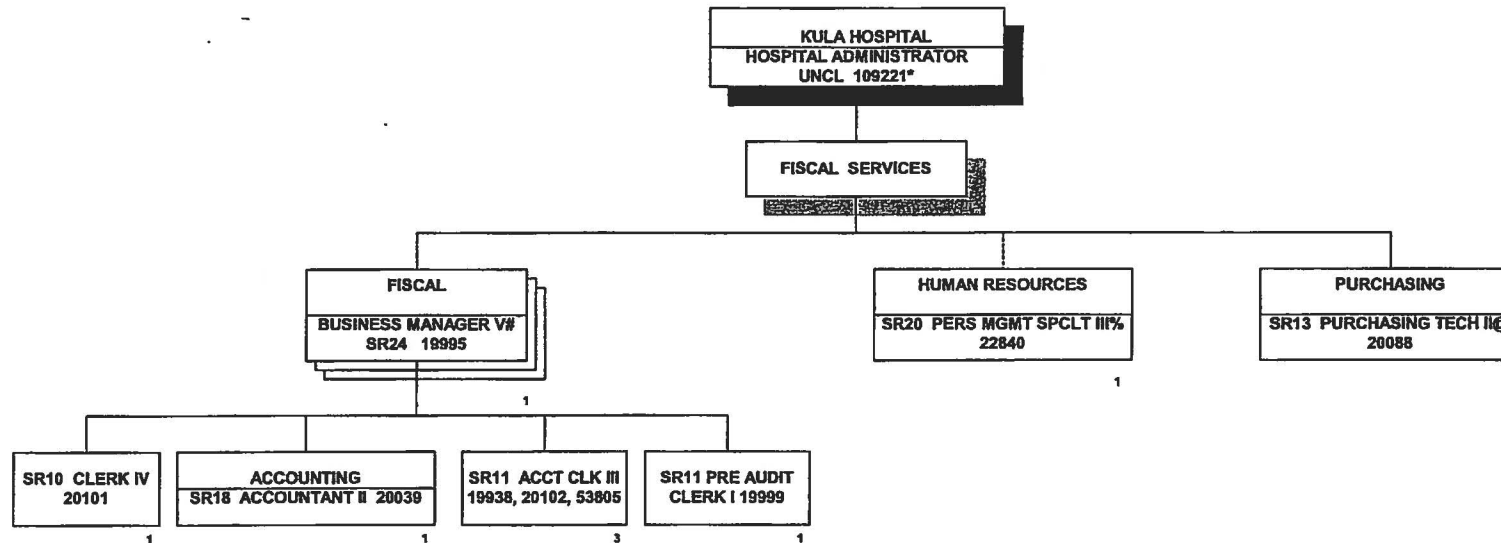 KULA HOSPITAL
HOSPITAL ADMINISTRATOR
UNCL 109221*
FISCAL SERVICES
FISCAL
BUSINESS MANAGER V#
SR24 19995
1
HUMAN RESOURCES
SR20 PERS MGMT SPCLT III%
22840
1
PURCHASING
SR13 PURCHASING TECH II@
20088
SR10 CLERK IV
20101
1
ACCOUNTING
SR18 ACCOUNTANT II 20039
1
SR11 ACCT CLK III
19938, 20102, 53805
3
SR11 PRE AUDIT
CLERK I 19999
1